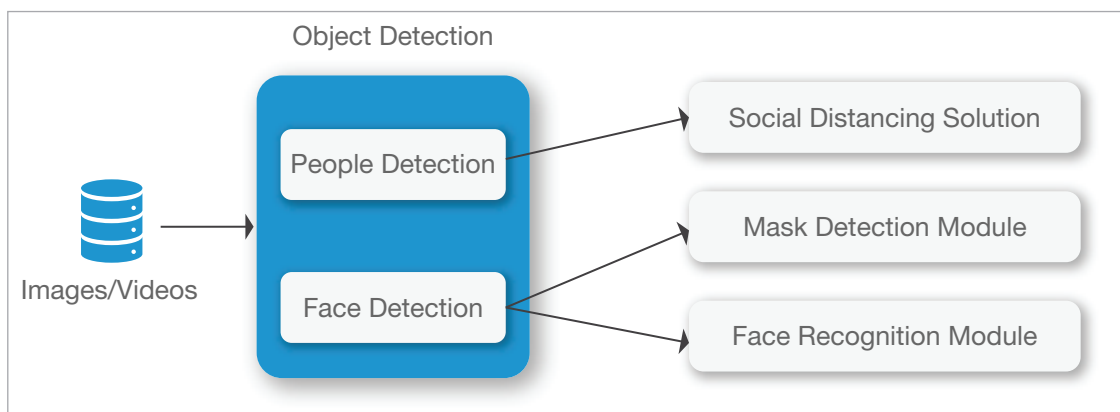 Object Detection
People Detection
Face Detection
Images/Videos
Social Distancing Solution
Mask Detection Module
Face Recognition Module